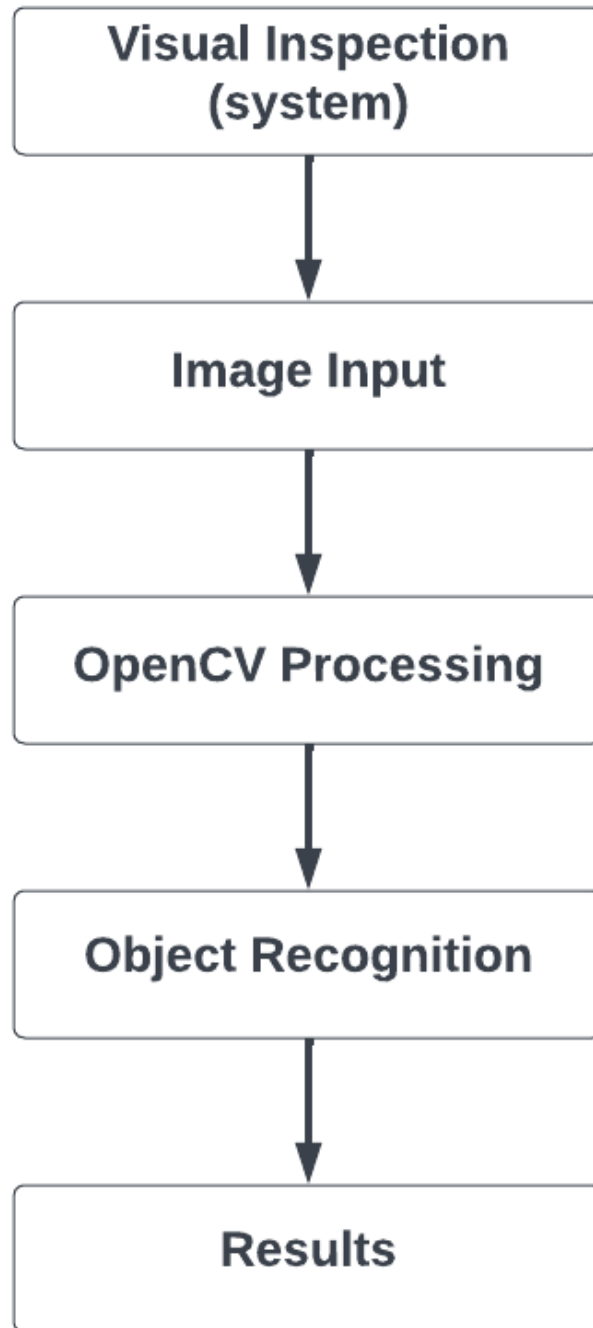 Visual Inspection
(system)
Image Input
OpenCV Processing
Object Recognition
Results